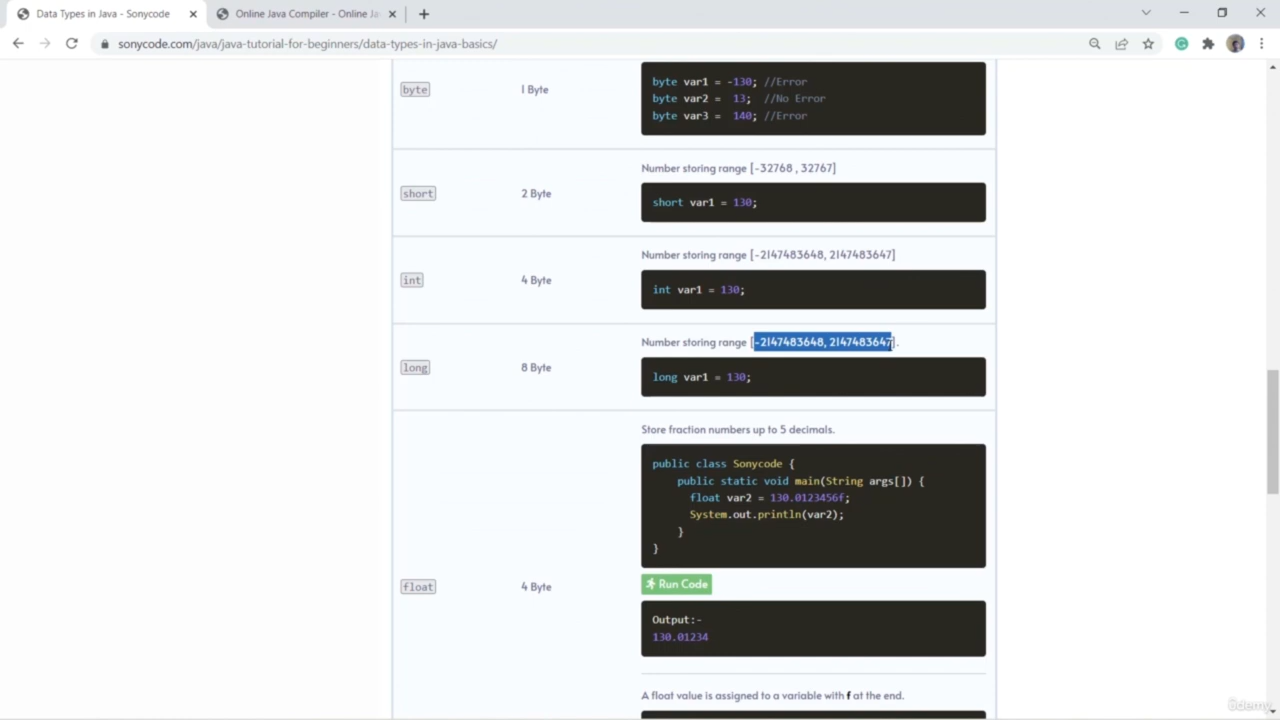 Data Types in Java - Sonycode
Online Java Compiler - Online Ja
sonycode.com/java/java-tutorial-for-beginners/data-types-in-java-basics/
byte
1 Byte
byte var1 = -130; //Error
byte var2 =  13;  //No Error
byte var3 =  140; //Error
Number storing range [-32768 , 32767]
short
2 Byte
short var1 = 130;
Number storing range [-2147483648, 2147483647]
int
4 Byte
int var1 = 130;
Number storing range [-2147483648, 2147483647].
long
8 Byte
long var1 = 130;
Store fraction numbers up to 5 decimals.
public class Sonycode {
public static void main(String args[]) {
float var2 = 130.0123456f;
System.out.println(var2);
}
}
float
4 Byte
Run Code
Output:-
130.01234
A float value is assigned to a variable with f at the end.
ûdemy